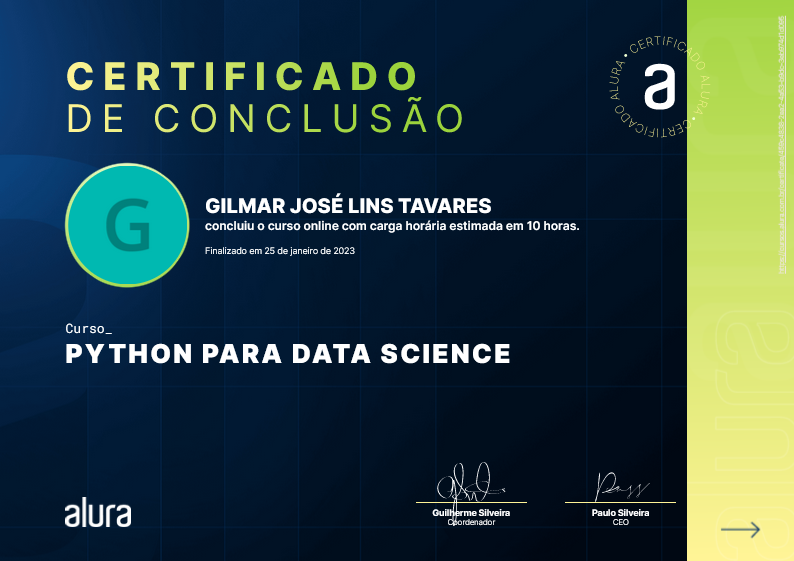 CERTIFICADO
DE CONCLUSÃO
CERTIFICADO ALURA • CERTIFICADO ALURA •
a
G
GILMAR JOSÉ LINS TAVARES
concluiu o curso online com carga horária estimada em 10 horas.
Finalizado em 25 de janeiro de 2023
Curso_
PYTHON PARA DATA SCIENCE
alura
Guilherme Silveira
Coordenador
Paulo Silveira
CEO
alura